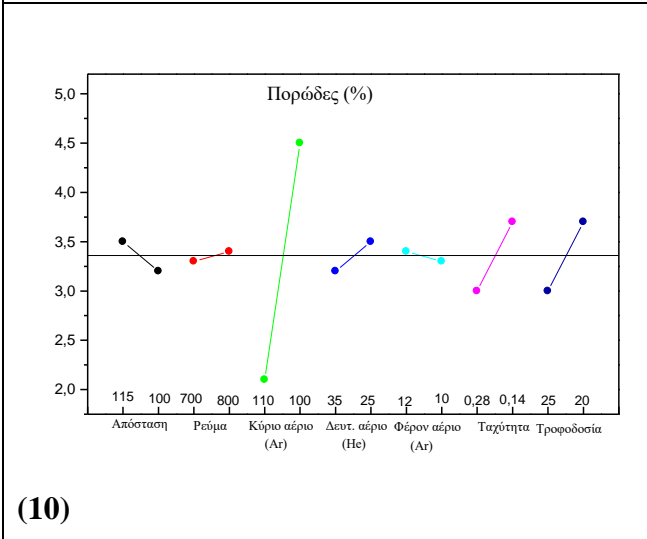 Πορώδες (%)
5,0
4,5
4,0
3,5
3,0
2,5
2,0
115 100 700 800 110 100 35 25 12 10 0,28 0,14 25 20
Απόσταση Ρεύμα Κύριο αέριο Δευτ. αέριο Φέρον αέριο Ταχύτητα Τροφοδοσία
(Ar) (He) (Ar)
(10)